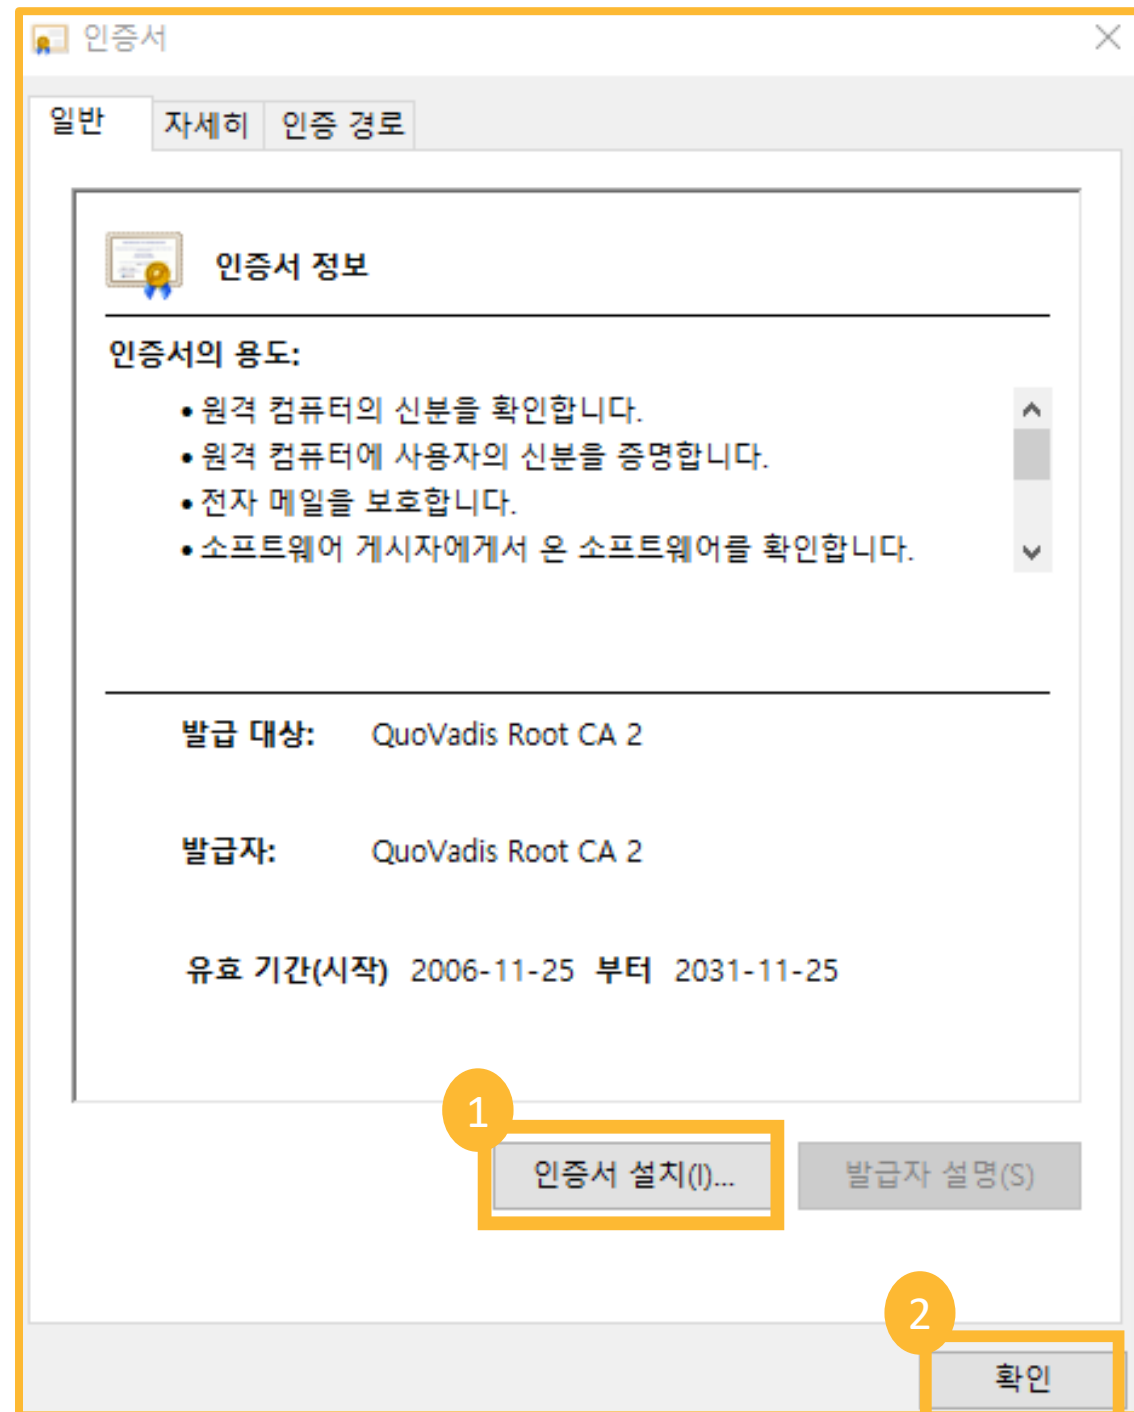 인증서
일반 자세히 인증 경로
인증서 정보
인증서의 용도:
• 원격 컴퓨터의 신분을 확인합니다.
• 원격 컴퓨터에 사용자의 신분을 증명합니다.
• 전자 메일을 보호합니다.
• 소프트웨어 게시자에게서 온 소프트웨어를 확인합니다.
발급 대상: QuoVadis Root CA 2
발급자: QuoVadis Root CA 2
유효 기간(시작) 2006-11-25 부터 2031-11-25
1
인증서 설치(I)... 발급자 설명(S)
2
확인